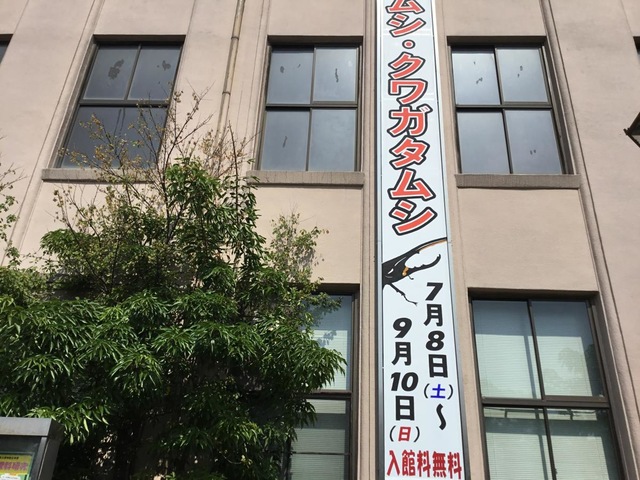 ムシ・クワガタムシ
7月8日(土)～
9月10日(日)
入館料無料